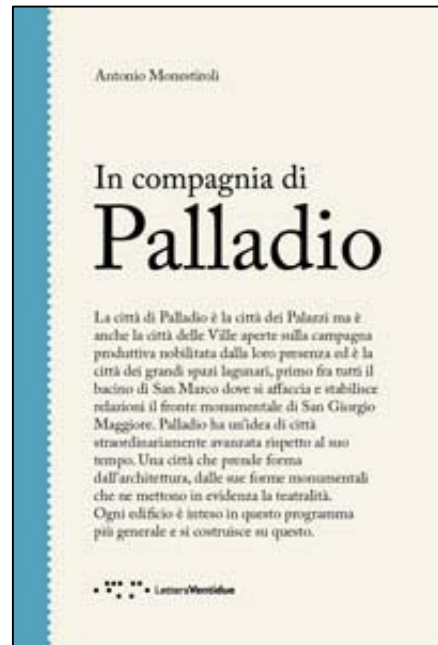 Antonio Monestiroli
In compagnia di
Palladio
La città di Palladio è la città dei Palazzi ma è
anche la città delle Ville aperte sulla campagna
produttiva nobilitata dalla loro presenza ed è la
città dei grandi spazi lagunari, primo fra tutti il
bacino di San Marco dove si affaccia e stabilisce
relazioni il fronte monumentale di San Giorgio
Maggiore. Palladio ha un'idea di città
straordinariamente avanzata rispetto al suo
tempo. Una città che prende forma
dall'architettura, dalle sue forme monumentali
che ne mettono in evidenza la teatralità.
Ogni edificio è inteso in questo programma
più generale e si costruisce su questo.
LetteraVentidue